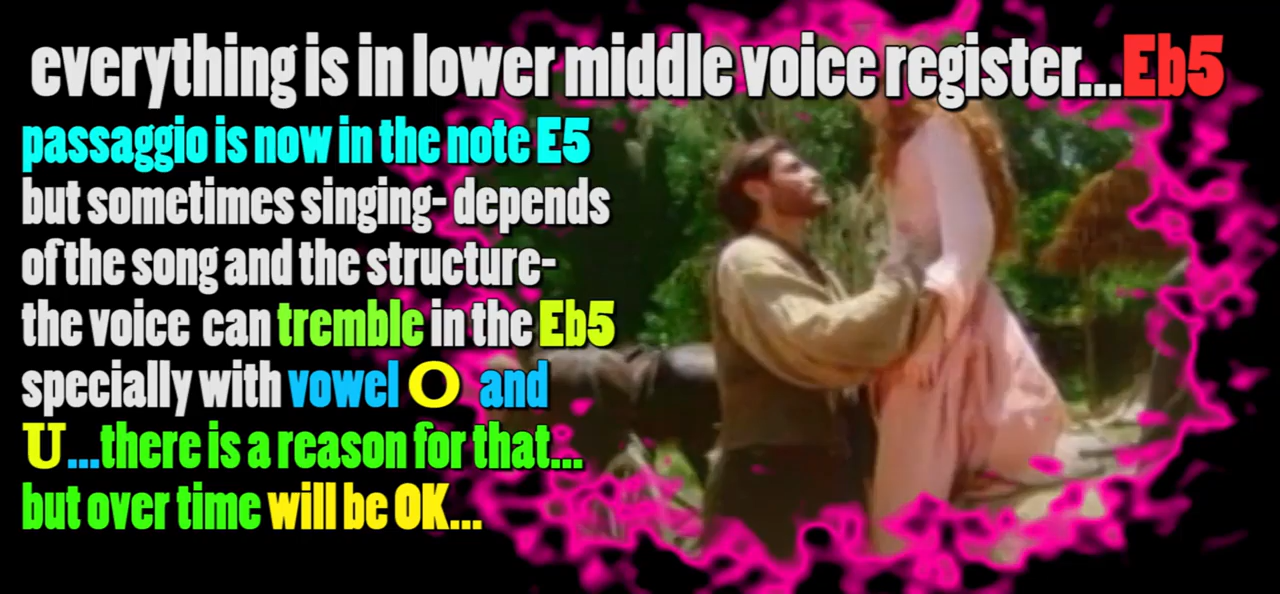 everything is in lower middle voice register...Eb5
passaggio is now in the note E5
but sometimes singing- depends
of the song and the structure-
the voice can tremble in the Eb5
specially with vowel O and
U...there is a reason for that...
but over time will be OK...